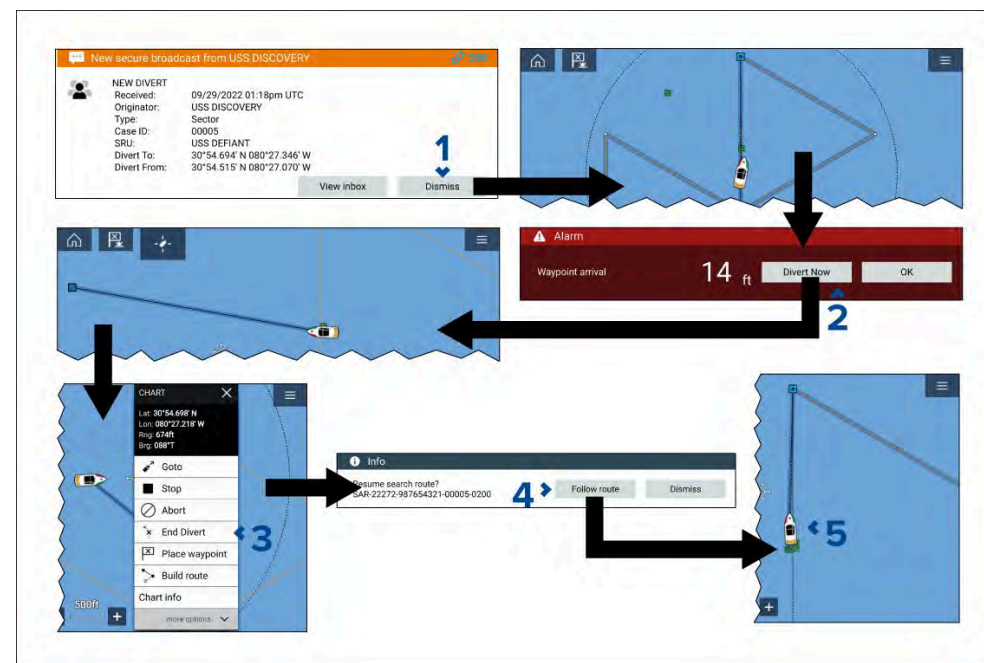 New secure broadcast from USS DISCOVERY
NEW DIVERT
Received: 09/29/2022 01:18pm UTC
Originator: USS DISCOVERY
Type: Sector
Case ID: 00005
SRU: USS DEFIANT
Divert To: 30°54.694' N 080°27.346' W
Divert From: 30°54.515' N 080°27.070' W
1
View inbox Dismiss
Alarm
Waypoint arrival 14 ft Divert Now OK
2
CHART
Lat: 30°54.698' N
Lon: 080°27.218' W
Rng: 674ft
Brg: 088°T
Goto
Stop
Abort
End Divert
3
Place waypoint
Build route
Chart info
more options
500ft
+
Info
Resume search route?
SAR-22272-987654321-00005-0200
4
Follow route Dismiss
5
+